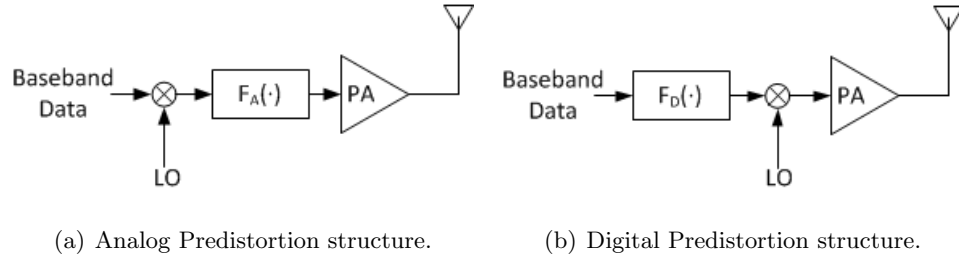 Baseband
Data
F_A(·)
PA
LO
(a) Analog Predistortion structure.
Baseband
Data
F_D(·)
PA
LO
(b) Digital Predistortion structure.